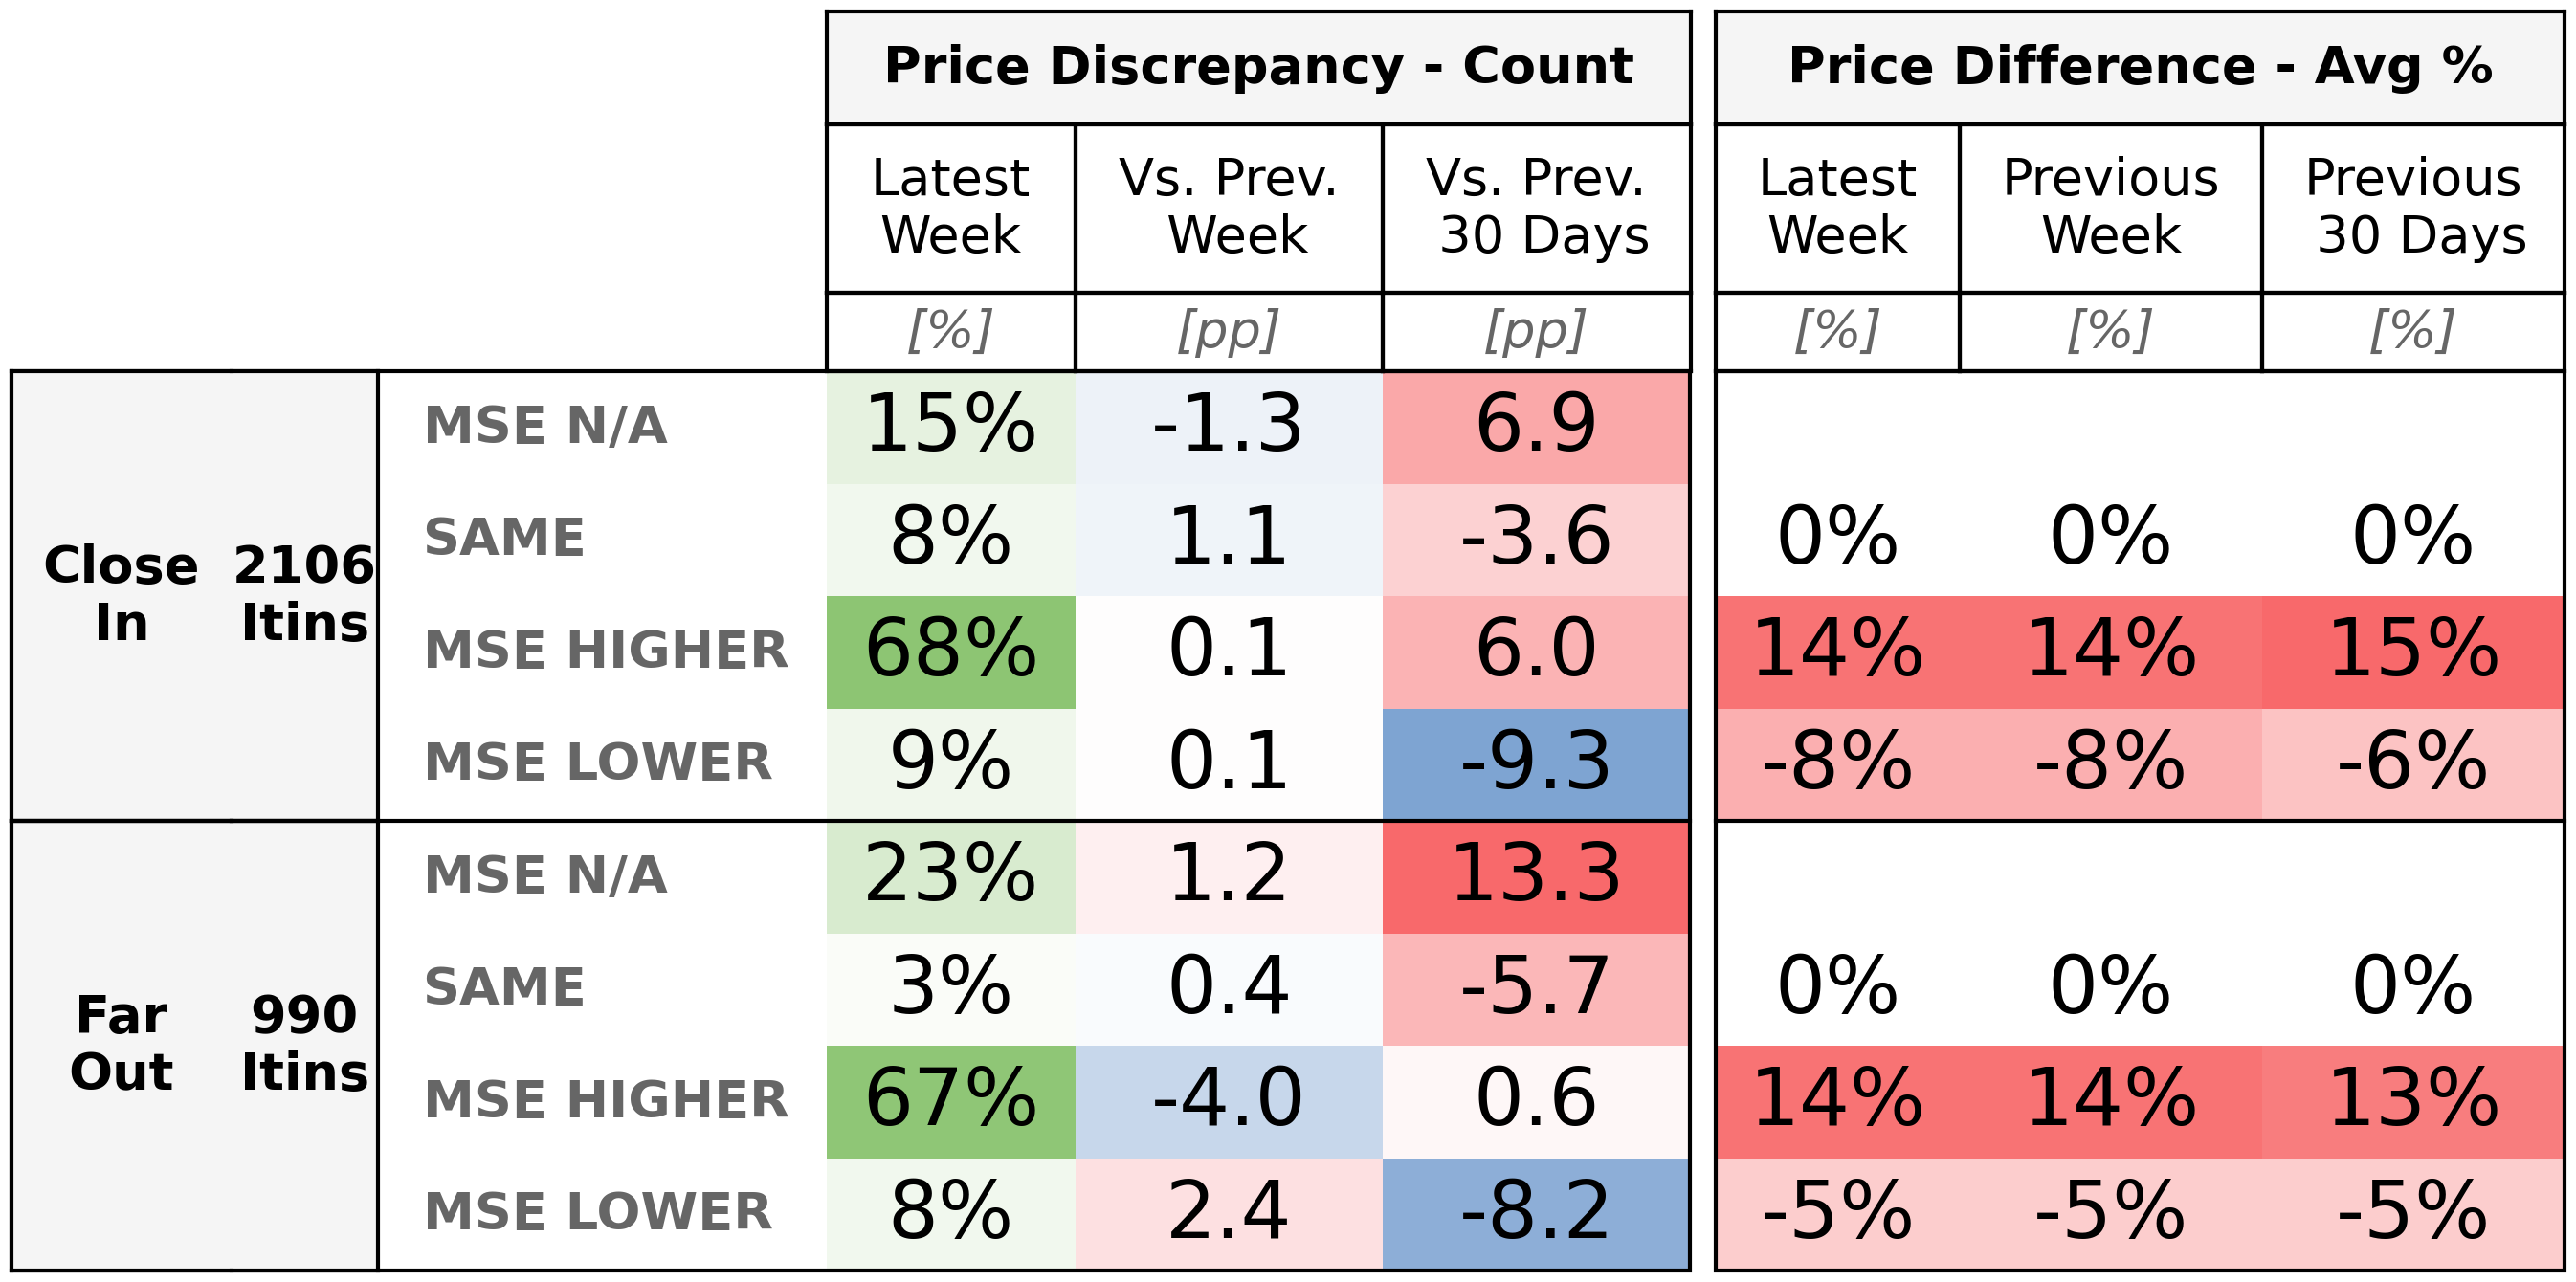 Price Discrepancy - Count Price Difference - Avg %
Latest Week Vs. Prev. Week Vs. Prev. 30 Days Latest Week Previous Week Previous 30 Days
[%] [pp] [pp] [%] [%] [%]
Close In 2106 Itins
MSE N/A 15% -1.3 6.9
SAME 8% 1.1 -3.6 0% 0% 0%
MSE HIGHER 68% 0.1 6.0 14% 14% 15%
MSE LOWER 9% 0.1 -9.3 -8% -8% -6%
Far Out 990 Itins
MSE N/A 23% 1.2 13.3
SAME 3% 0.4 -5.7 0% 0% 0%
MSE HIGHER 67% -4.0 0.6 14% 14% 13%
MSE LOWER 8% 2.4 -8.2 -5% -5% -5%